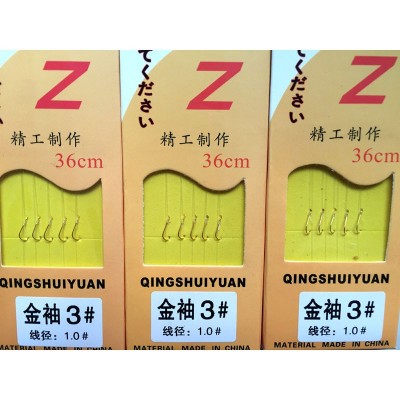 てください
Z
精工制作
36cm
QINGSHUIYUAN
金袖 3#
线径: 1.0#
MATERIAL MADE IN CHINA
てください
Z
精工制作
36cm
QINGSHUIYUAN
金袖 3#
线径: 1.0#
MATERIAL MADE IN CHINA
てください
Z
精工制作
36cm
QINGSHUIYUAN
金袖 3#
线径: 1.0#
MATERIAL MADE IN CHINA